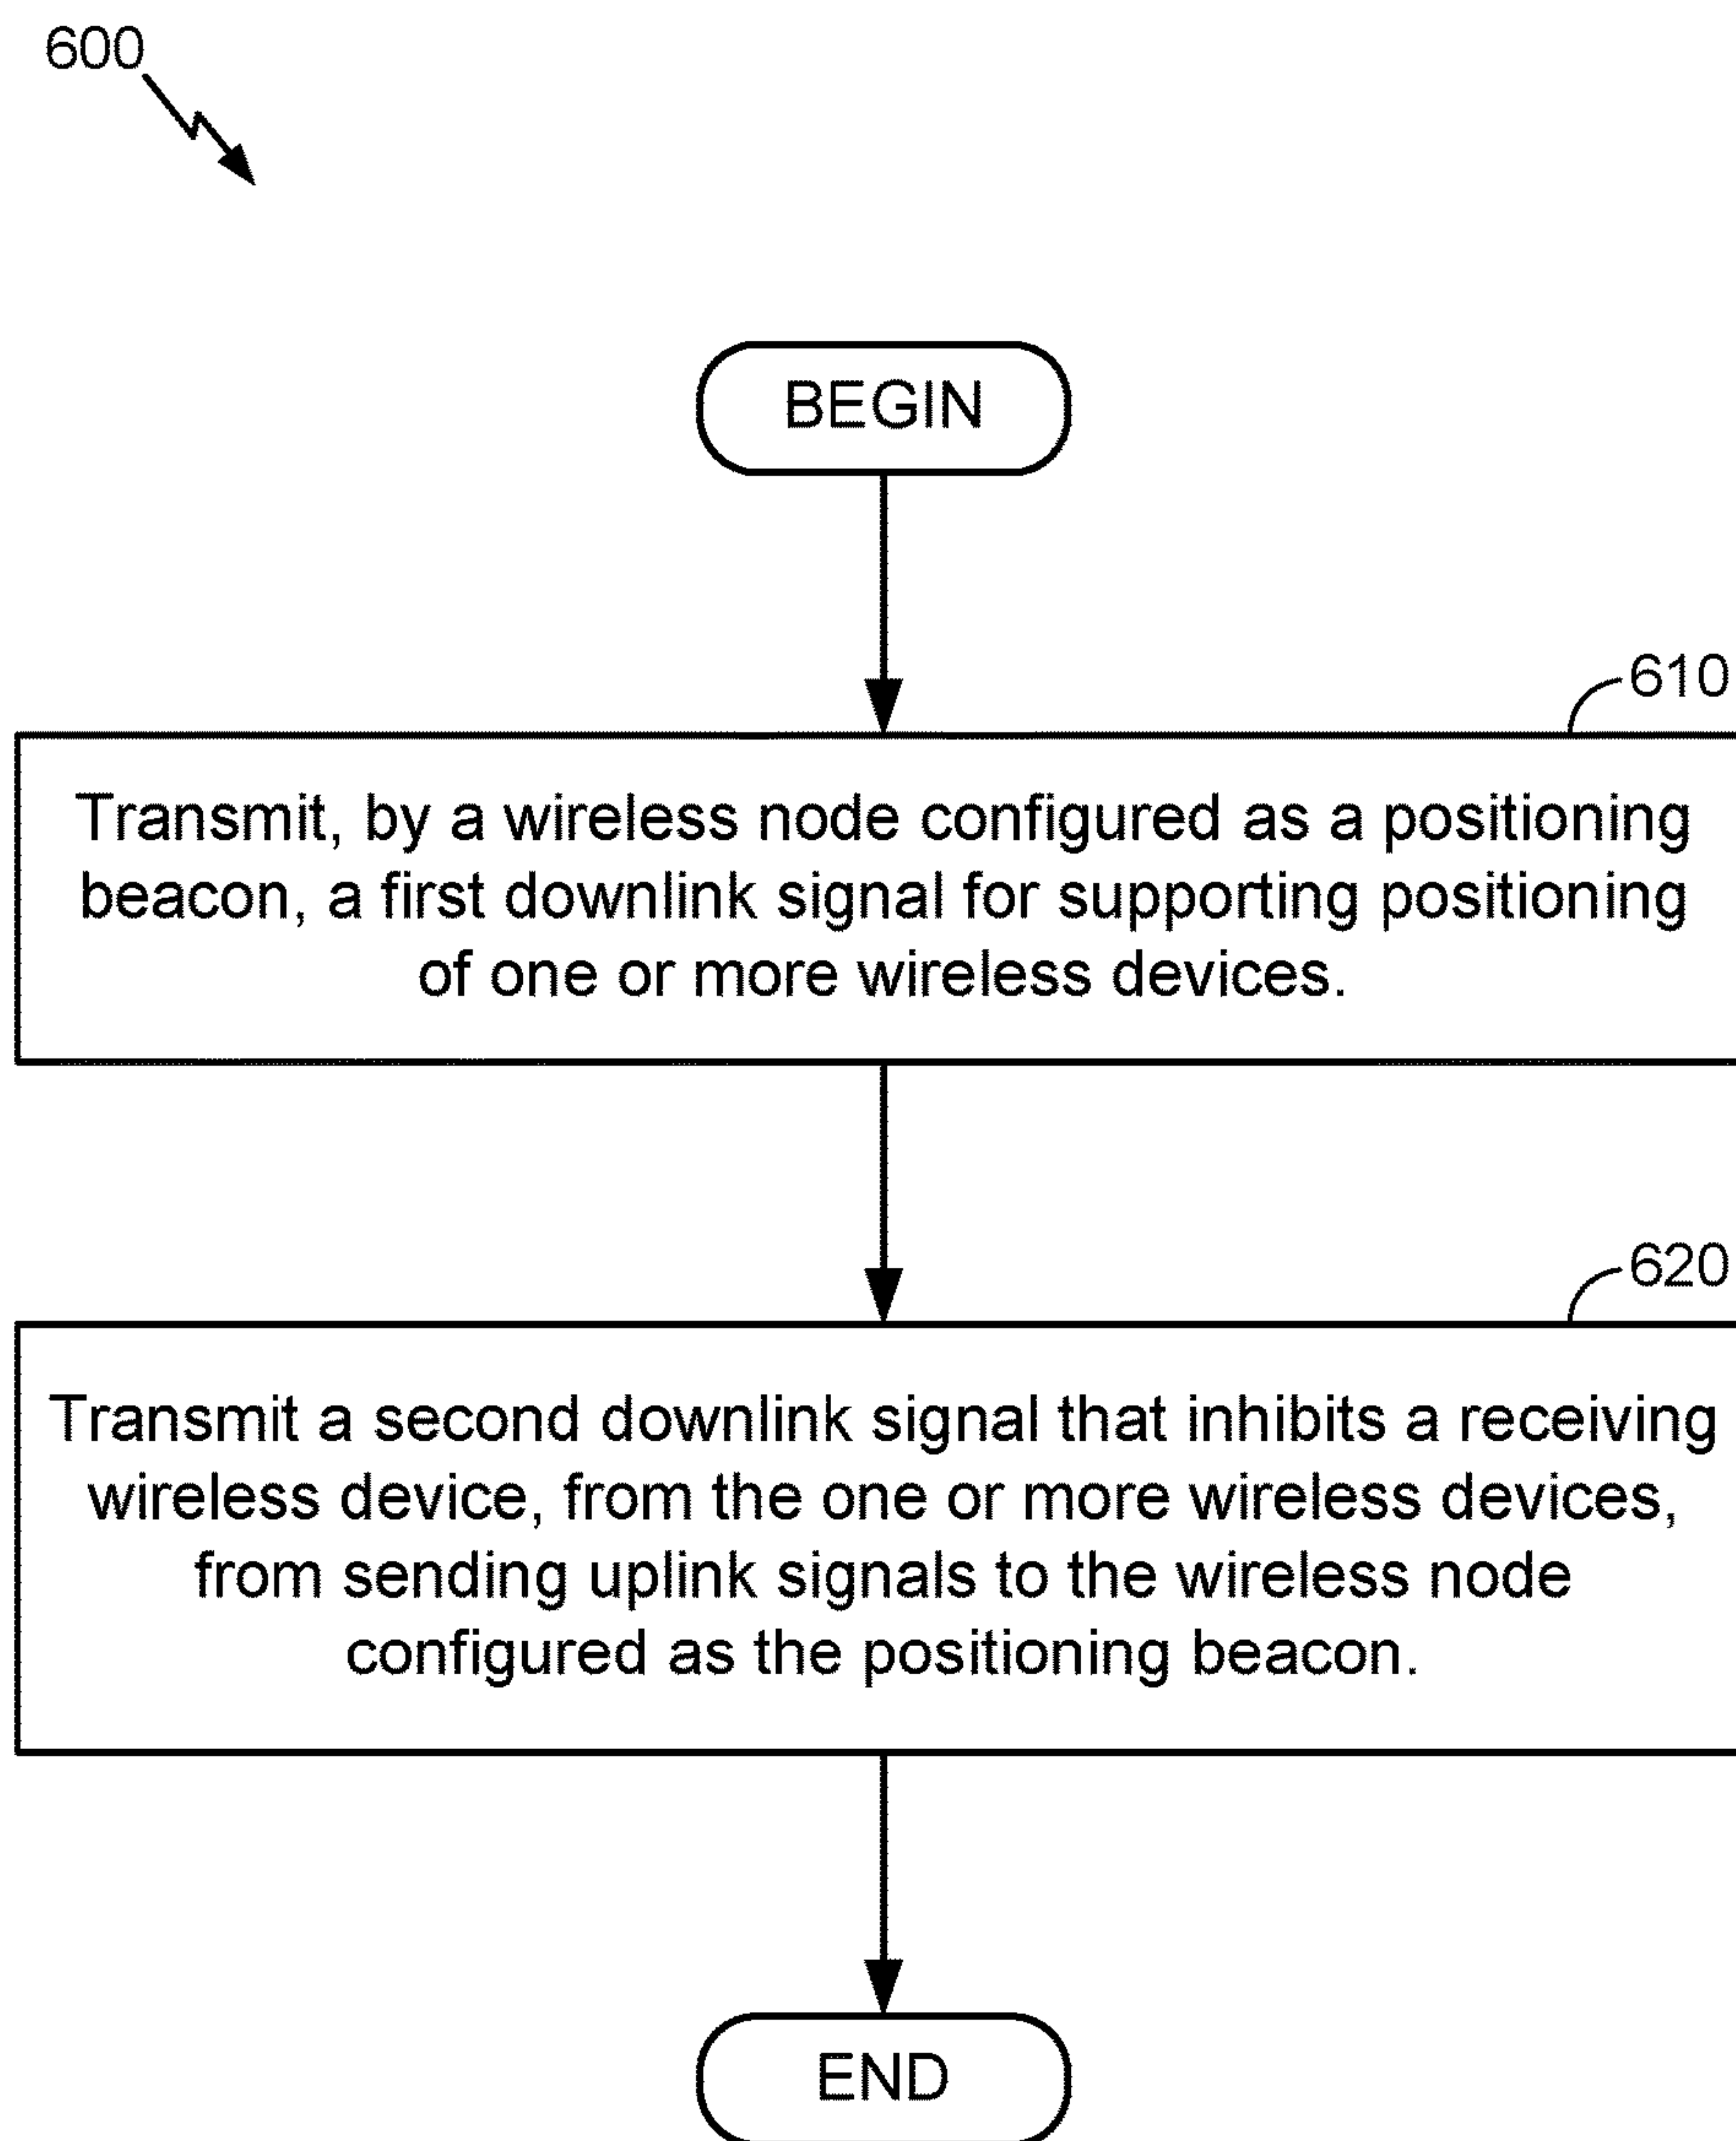 600
BEGIN
610
Transmit, by a wireless node configured as a positioning
beacon, a first downlink signal for supporting positioning
of one or more wireless devices.
620
Transmit a second downlink signal that inhibits a receiving
wireless device, from the one or more wireless devices,
from sending uplink signals to the wireless node
configured as the positioning beacon.
END